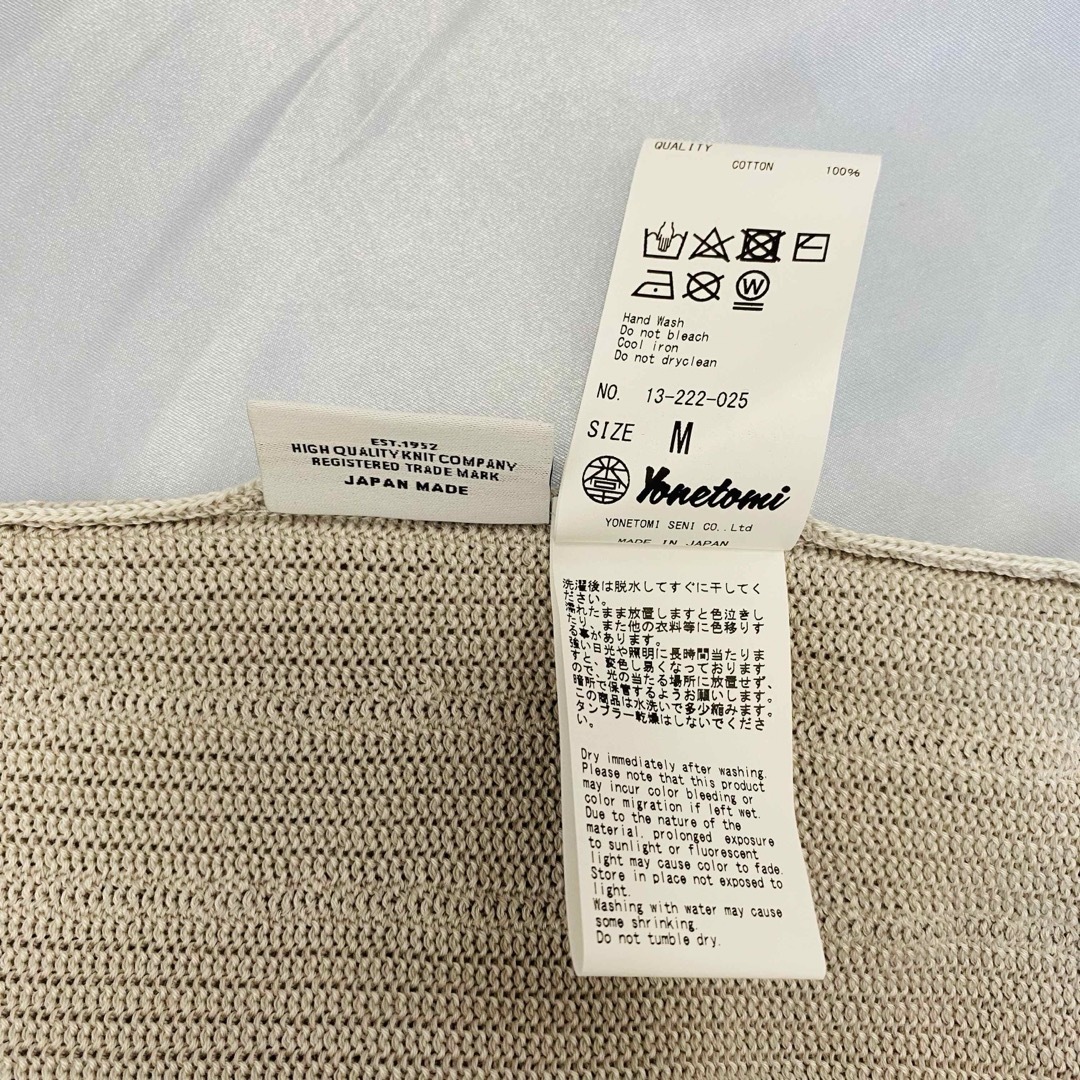 QUALITY
COTTON 100%
W
Hand Wash
Do not bleach
Cool iron
Do not dryclean
NO. 13-222-025
SIZE M
Yonetomi
YONETOMI SENI CO.,Ltd
MADE IN JAPAN
EST.1952
HIGH QUALITY KNIT COMPANY
REGISTERED TRADE MARK
JAPAN MADE
洗濯後は脱水してすぐに干してく
ださい。
濡れたまま放置しますと色泣きし
たり、また他の衣料等に色移りす
る事があります。
強い日光や照明に長時間当たりま
すと、変色し易くなっております
ので、光の当たる場所に放置せず、
暗所で保管するようお願いします。
この商品は水洗いで多少縮みます。
タンブラー乾燥はしないでくださ
い。
Dry immediately after washing.
Please note that this product
may incur color bleeding or
color migration if left wet.
Due to the nature of the
material, prolonged exposure
to sunlight or fluorescent
light may cause color to fade.
Store in place not exposed to
light.
Washing with water may cause
some shrinking.
Do not tumble dry.